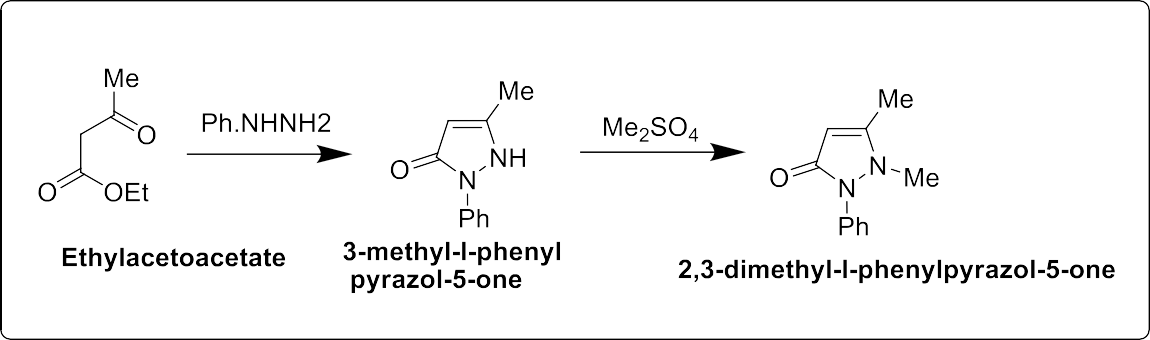 Me
O
O
OEt
Ethylacetoacetate
Ph.NHNH2
Me
O
NH
N
Ph
3-methyl-l-phenyl
pyrazol-5-one
Me₂SO₄
Me
O
N
N
Me
Ph
2,3-dimethyl-l-phenylpyrazol-5-one